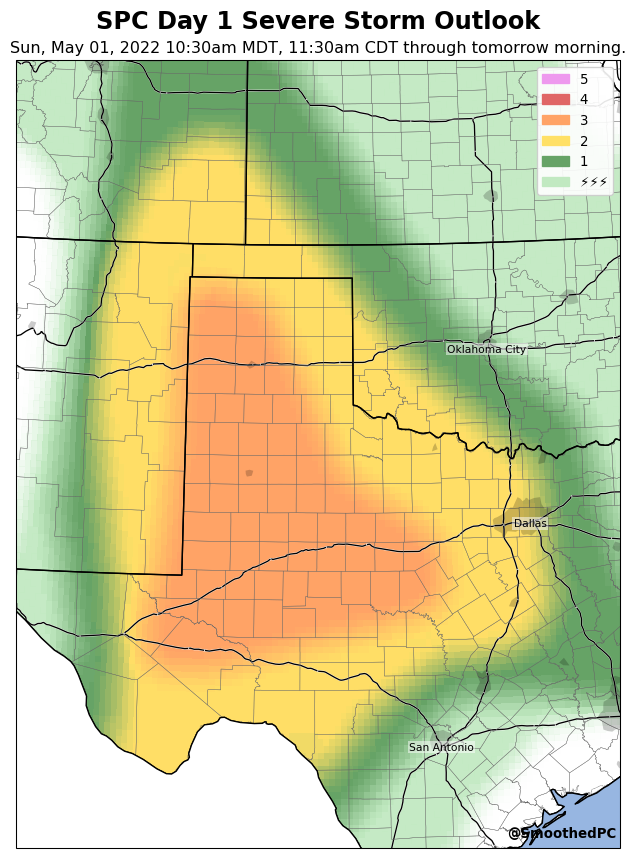 SPC Day 1 Severe Storm Outlook
Sun, May 01, 2022 10:30am MDT, 11:30am CDT through tomorrow morning.
5
4
3
2
1
⚡⚡⚡
Oklahoma City
Dallas
San Antonio
@SmoothedPC